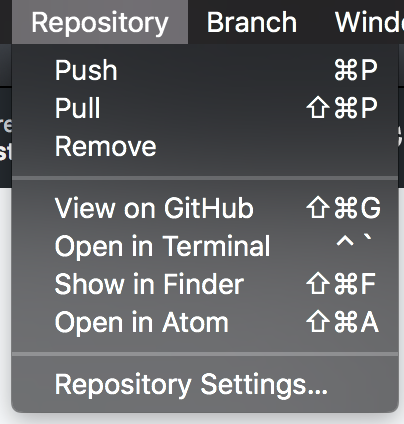 Repository Branch
Push ⌘P
Pull ⇧⌘P
Remove
View on GitHub ⇧⌘G
Open in Terminal ^`
Show in Finder ⇧⌘F
Open in Atom ⇧⌘A
Repository Settings...